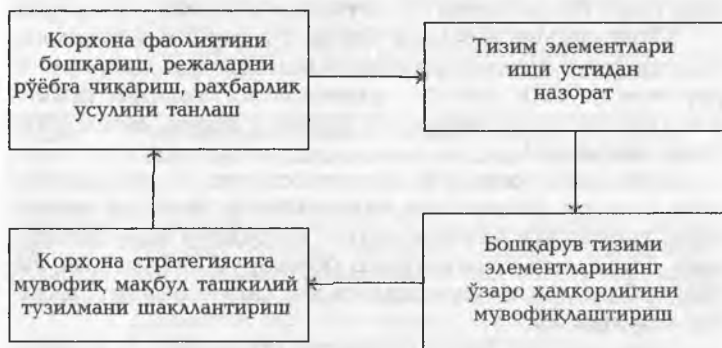 Корхона фаолиятини
бошқариш, режаларни
рўёбга чиқариш, раҳбарлик
усулини танлаш
Тизим элементлари
иши устидан
назорат
Корхона стратегиясига
мувофиқ мақбул ташкилий
тузилмани шакллантириш
Бошқарув тизими
элементларининг
ўзаро ҳамкорлигини
мувофиқлаштириш